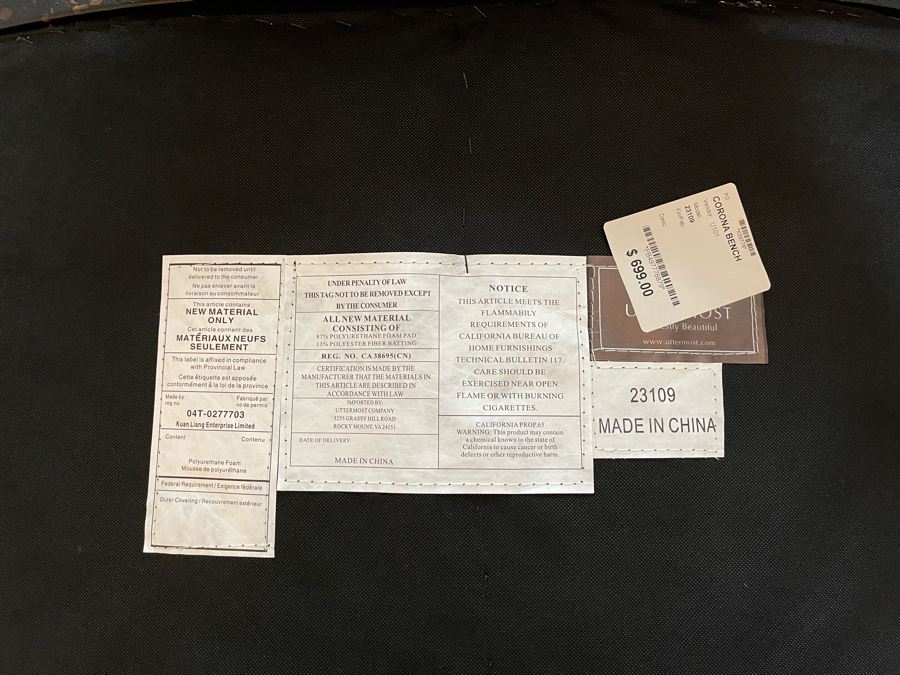 Not to be removed until
delivered to the consumer
Ne pas enlever avant la
livraison au consommateur
This article contains
NEW MATERIAL
ONLY
Cet article contient des
MATÉRIAUX NEUFS
SEULEMENT
This label is affixed in compliance
with Provincial Law
Cette étiquette est apposée
conformément à la loi de la province
Made by Fabriqué par
reg.no. no de permis
04T-0277703
Kuan Liang Enterprise Limited
Content Contenu
Polyurethane Foam
Mousse de polyuréthane
Federal Requirement / Exigence fédérale
Outer Covering / Recouvrement extérieur
UNDER PENALTY OF LAW
THIS TAG NOT TO BE REMOVED EXCEPT
BY THE CONSUMER
ALL NEW MATERIAL
CONSISTING OF
87% POLYURETHANE FOAM PAD
13% POLYESTER FIBER BATTING
REG. NO. CA 38695(CN)
CERTIFICATION IS MADE BY THE
MANUFACTURER THAT THE MATERIALS IN
THIS ARTICLE ARE DESCRIBED IN
ACCORDANCE WITH LAW
IMPORTED BY:
UTTERMOST COMPANY
3255 GRASSY HILL ROAD
ROCKY MOUNT, VA 24151
DATE OF DELIVERY:
MADE IN CHINA
NOTICE
THIS ARTICLE MEETS THE
FLAMMABILY
REQUIREMENTS OF
CALIFORNIA BUREAU OF
HOME FURNISHINGS
TECHNICAL BULLETIN 117.
CARE SHOULD BE
EXERCISED NEAR OPEN
FLAME OR WITH BURNING
CIGARETTES.
CALIFORNIA PROP.65
WARNING: This product may contain
a chemical known to the state of
California to cause cancer or birth
defects or other reproductive harm.
PO:
CORONA BENCH
Vendor: U101
Model:
23109
Fin/Fab:
Desc:
$ 699.00
U OST
estly Beautiful
www.uttermost.com
23109
MADE IN CHINA